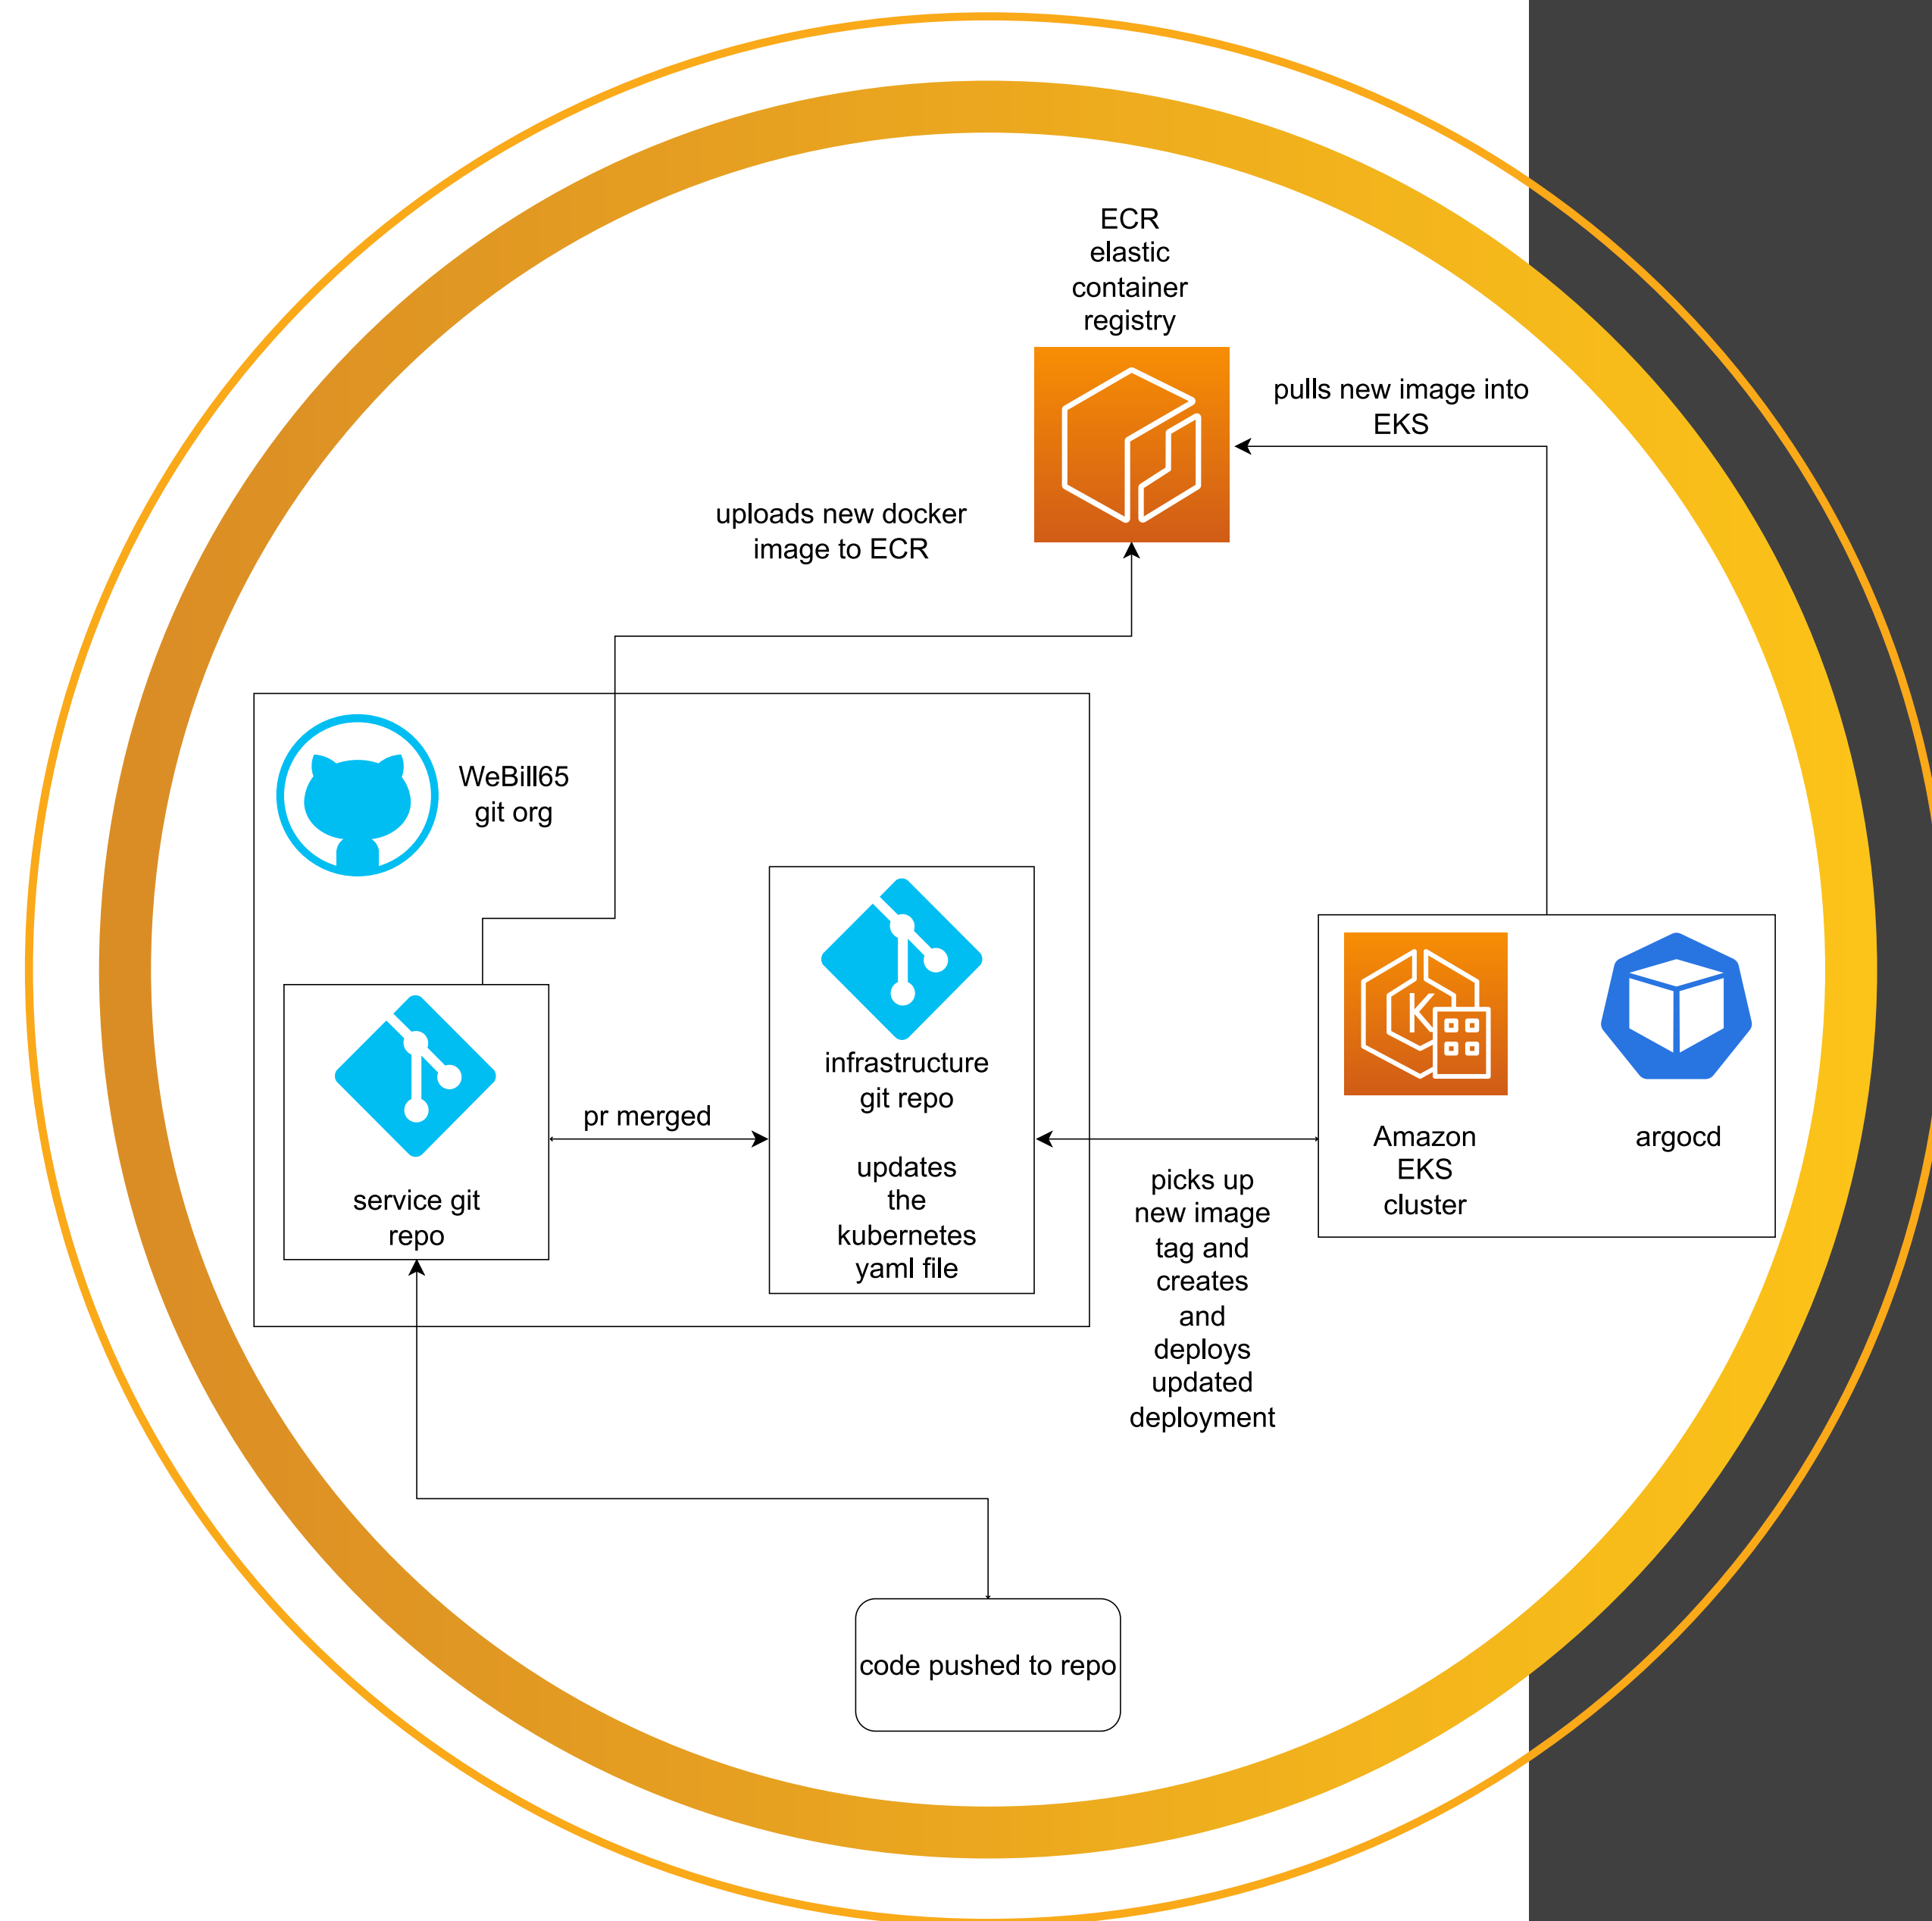 ECR
elastic
container
registry
pulls new image into
EKS
uploads new docker
image to ECR
WeBill65
git org
infrastructure
git repo
updates
the
kubernetes
yaml file
pr merged
service git
repo
Amazon
EKS
cluster
argocd
picks up
new image
tag and
creates
and
deploys
updated
deployment
code pushed to repo